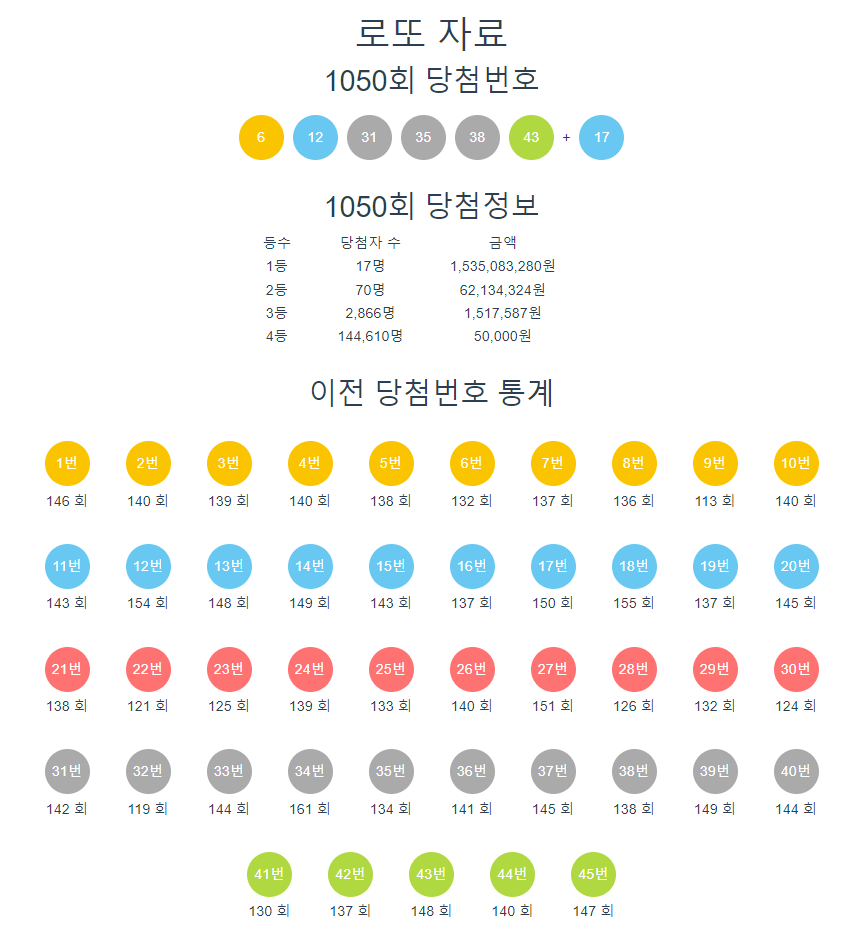 로또 자료
1050회 당첨번호
6 12 31 35 38 43 + 17
1050회 당첨정보
등수 당첨자 수 금액
1등 17명 1,535,083,280원
2등 70명 62,134,324원
3등 2,866명 1,517,587원
4등 144,610명 50,000원
이전 당첨번호 통계
1번 2번 3번 4번 5번 6번 7번 8번 9번 10번
146 회 140 회 139 회 140 회 138 회 132 회 137 회 136 회 113 회 140 회
11번 12번 13번 14번 15번 16번 17번 18번 19번 20번
143 회 154 회 148 회 149 회 143 회 137 회 150 회 155 회 137 회 145 회
21번 22번 23번 24번 25번 26번 27번 28번 29번 30번
138 회 121 회 125 회 139 회 133 회 140 회 151 회 126 회 132 회 124 회
31번 32번 33번 34번 35번 36번 37번 38번 39번 40번
142 회 119 회 144 회 161 회 134 회 141 회 145 회 138 회 149 회 144 회
41번 42번 43번 44번 45번
130 회 137 회 148 회 140 회 147 회